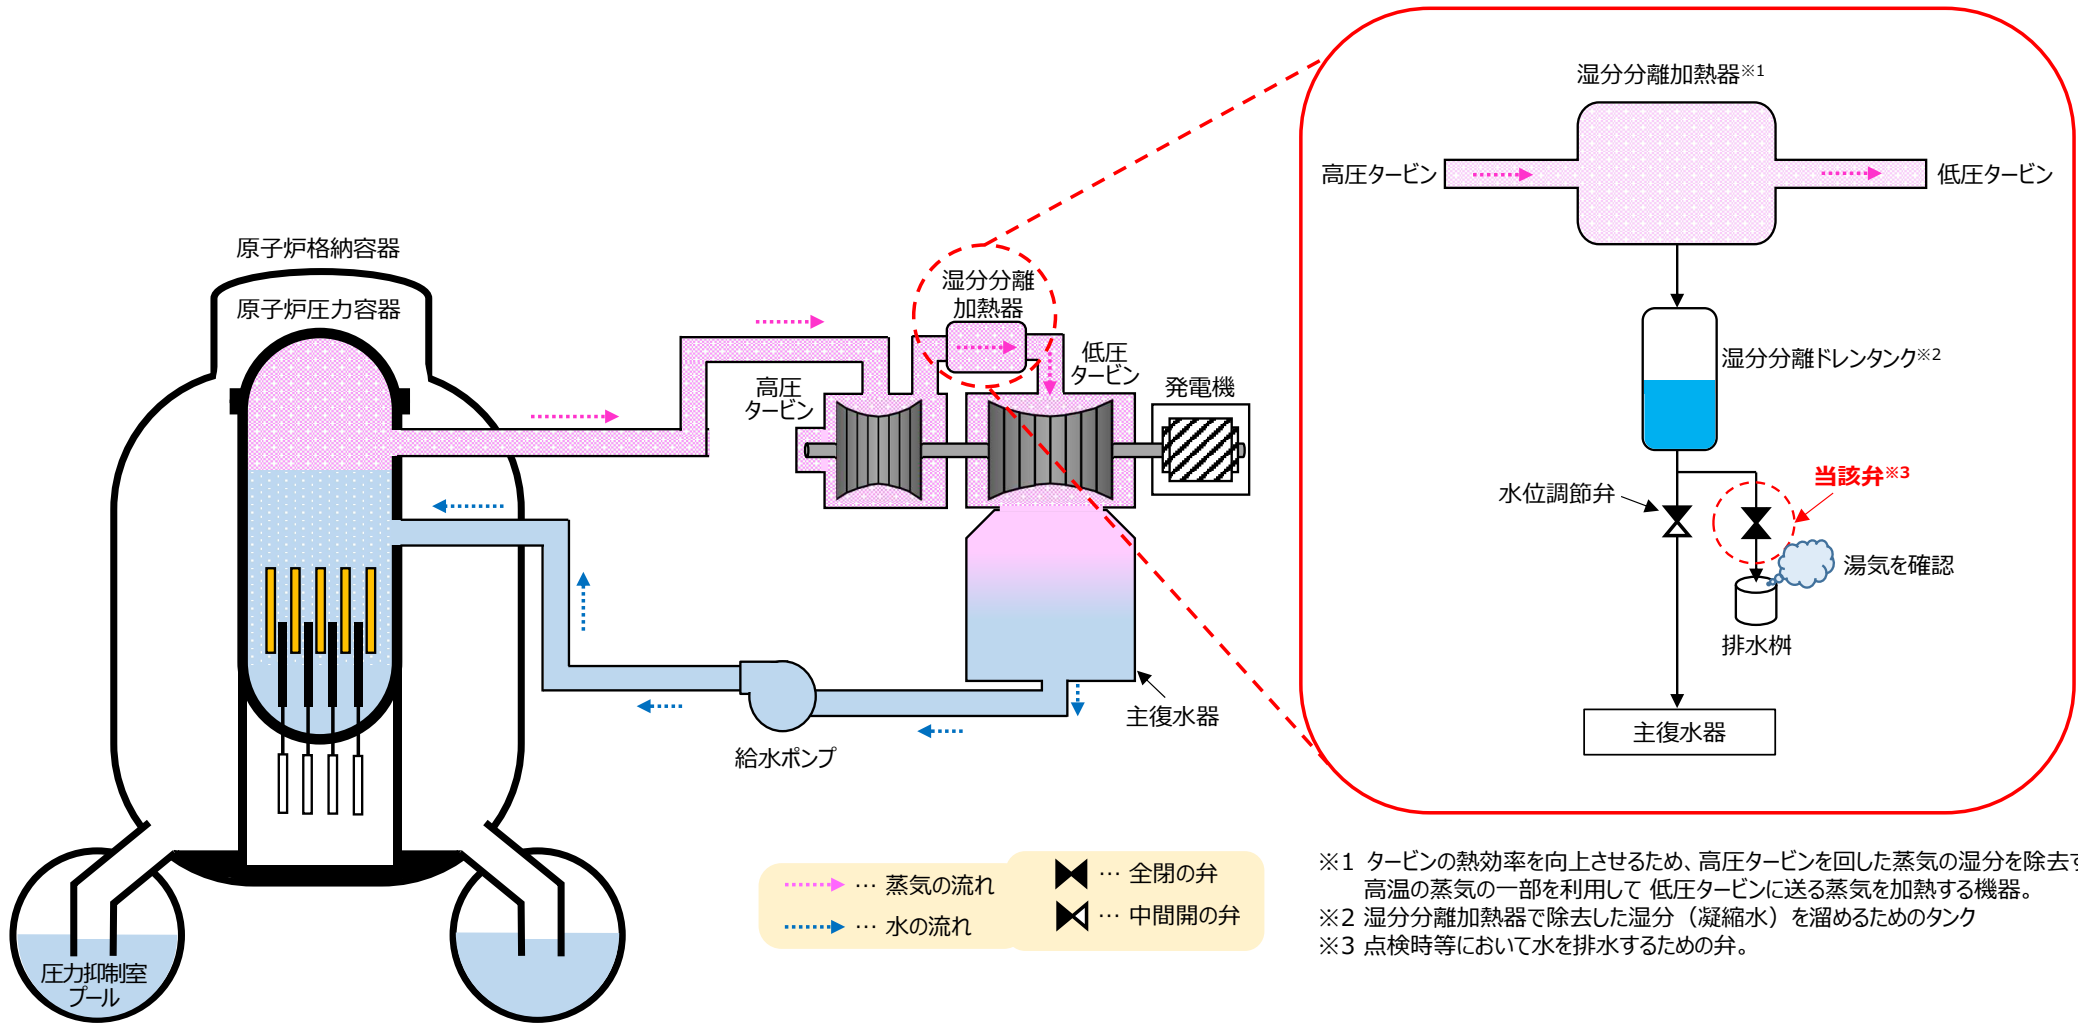 湿分分離加熱器※1
高圧タービン
低圧タービン
原子炉格納容器
原子炉圧力容器
湿分分離
加熱器
低圧
タービン
高圧
タービン
発電機
湿分分離ドレンタンク※2
水位調節弁
当該弁※3
湯気を確認
排水桝
主復水器
主復水器
給水ポンプ
圧力抑制室
プール
… 蒸気の流れ
… 水の流れ
… 全閉の弁
… 中間開の弁
※1 タービンの熱効率を向上させるため、高圧タービンを回した蒸気の湿分を除去す
高温の蒸気の一部を利用して 低圧タービンに送る蒸気を加熱する機器。
※2 湿分分離加熱器で除去した湿分（凝縮水）を溜めるためのタンク
※3 点検時等において水を排水するための弁。